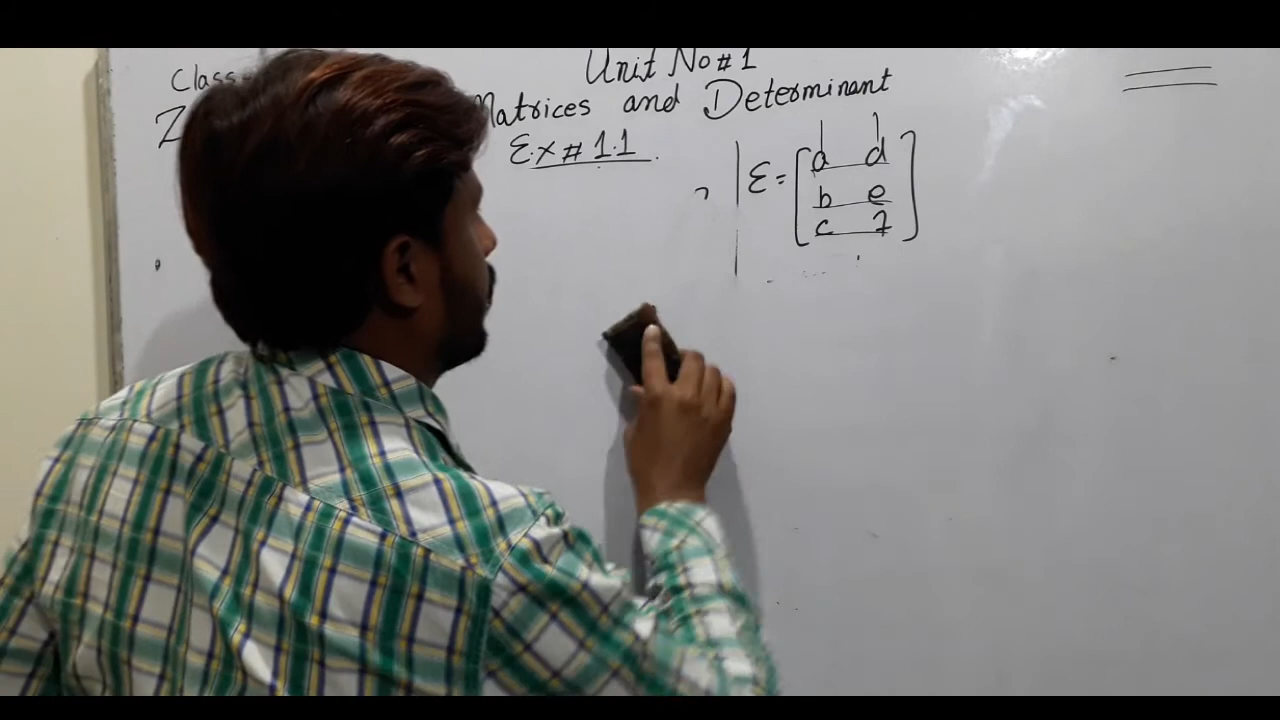 Unit No # 1
Class
Matrices and Determinant
Ex # 1.1
E = [a d
b e
c f]